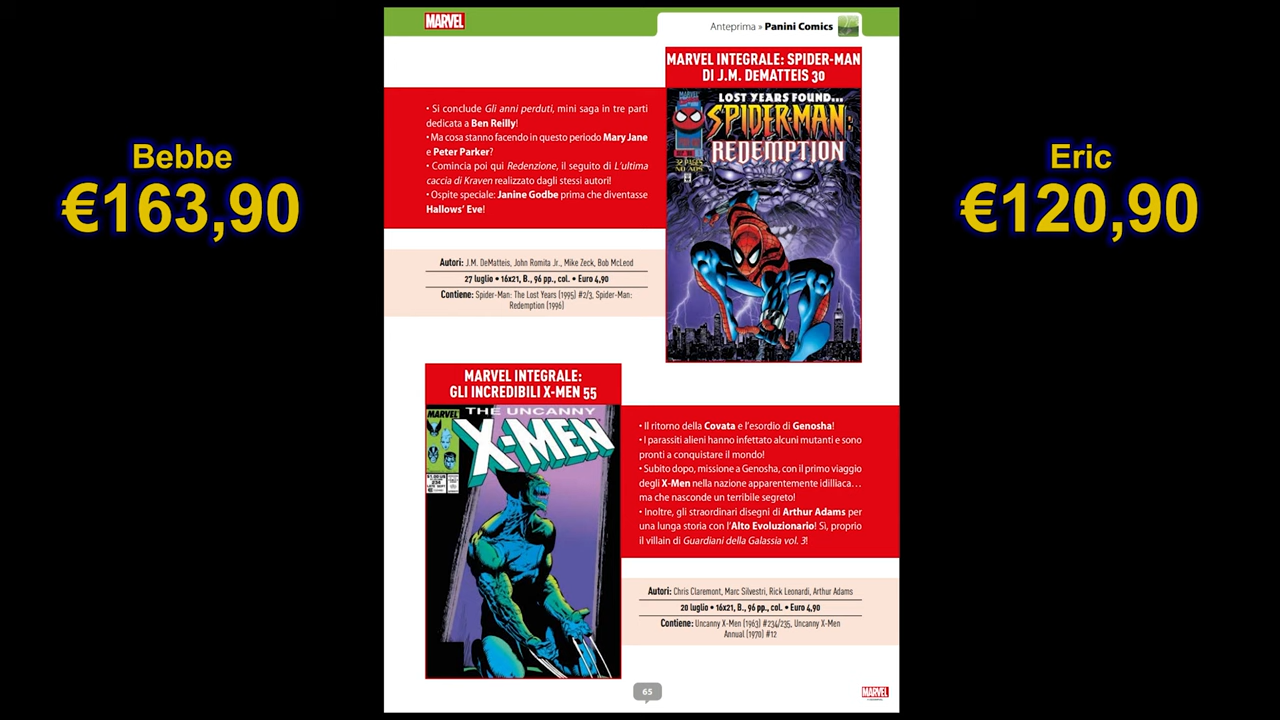 MARVEL
Anteprima » Panini Comics
Bebbe
€163,90
Eric
€120,90
MARVEL INTEGRALE: SPIDER-MAN
DI J.M. DeMATTEIS 30
• Si conclude Gli anni perduti, mini saga in tre parti
dedicata a Ben Reilly!
• Ma cosa stanno facendo in questo periodo Mary Jane
e Peter Parker?
• Comincia poi qui Redenzione, il seguito di L'ultima
caccia di Kraven realizzato dagli stessi autori!
• Ospite speciale: Janine Godbe prima che diventasse
Hallows' Eve!
Autori: J.M. DeMatteis, John Romita Jr., Mike Zeck, Bob McLeod
27 luglio • 16x21, B., 96 pp., col. • Euro 4,90
Contiene: Spider-Man: The Lost Years (1995) #2/3, Spider-Man:
Redemption (1996)
MARVEL
LOST YEARS FOUND...
SPIDER-MAN:
REDEMPTION
32 PAGES
NO ADS
MARVEL INTEGRALE:
GLI INCREDIBILI X-MEN 55
MARVEL
THE UNCANNY
X-MEN
234
• Il ritorno della Covata e l'esordio di Genosha!
• I parassiti alieni hanno infettato alcuni mutanti e sono
pronti a conquistare il mondo!
• Subito dopo, missione a Genosha, con il primo viaggio
degli X-Men nella nazione apparentemente idilliaca…
ma che nasconde un terribile segreto!
• Inoltre, gli straordinari disegni di Arthur Adams per
una lunga storia con l'Alto Evoluzionario! Sì, proprio
il villain di Guardiani della Galassia vol. 3!
Autori: Chris Claremont, Marc Silvestri, Rick Leonardi, Arthur Adams
20 luglio • 16x21, B., 96 pp., col. • Euro 4,90
Contiene: Uncanny X-Men (1963) #234/235, Uncanny X-Men
Annual (1970) #12
65
MARVEL